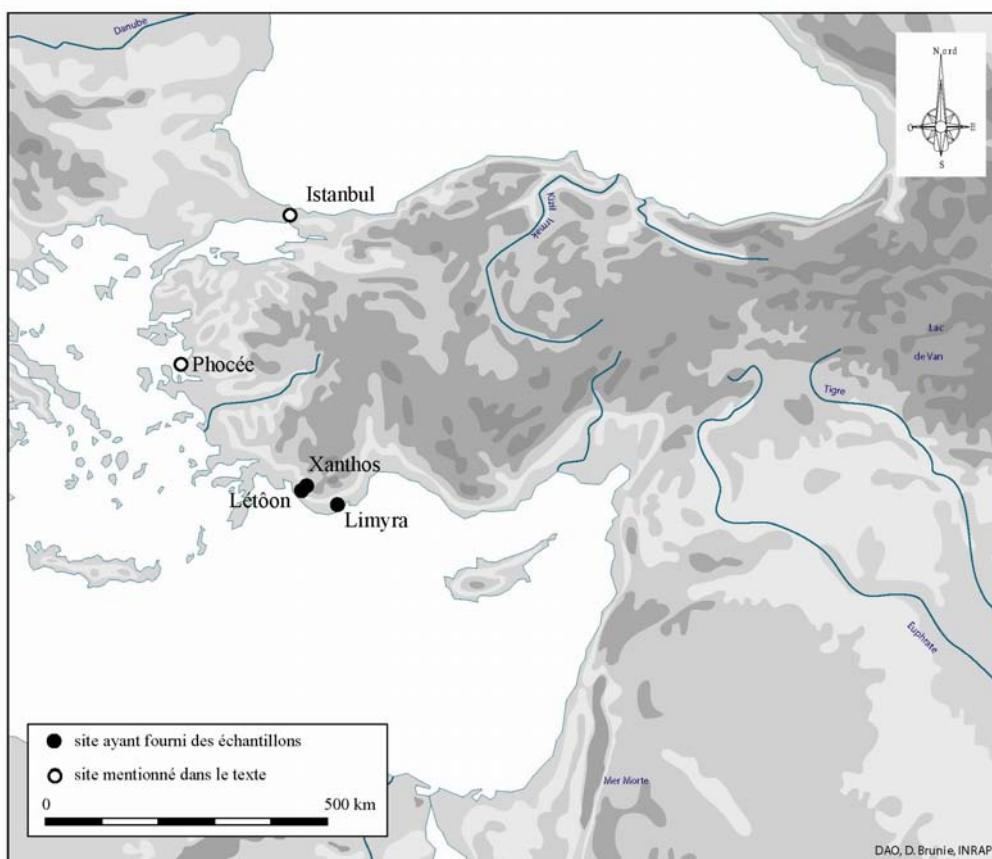 Danube
Nord
O
E
S
Istanbul
Kizil Irmak
Lac
de Van
Phocée
Tigre
Xanthos
Létôon
Limyra
Euphrate
site ayant fourni des échantillons
site mentionné dans le texte
0 500 km
Mer Morte
DAO, D. Brunie, INRAP